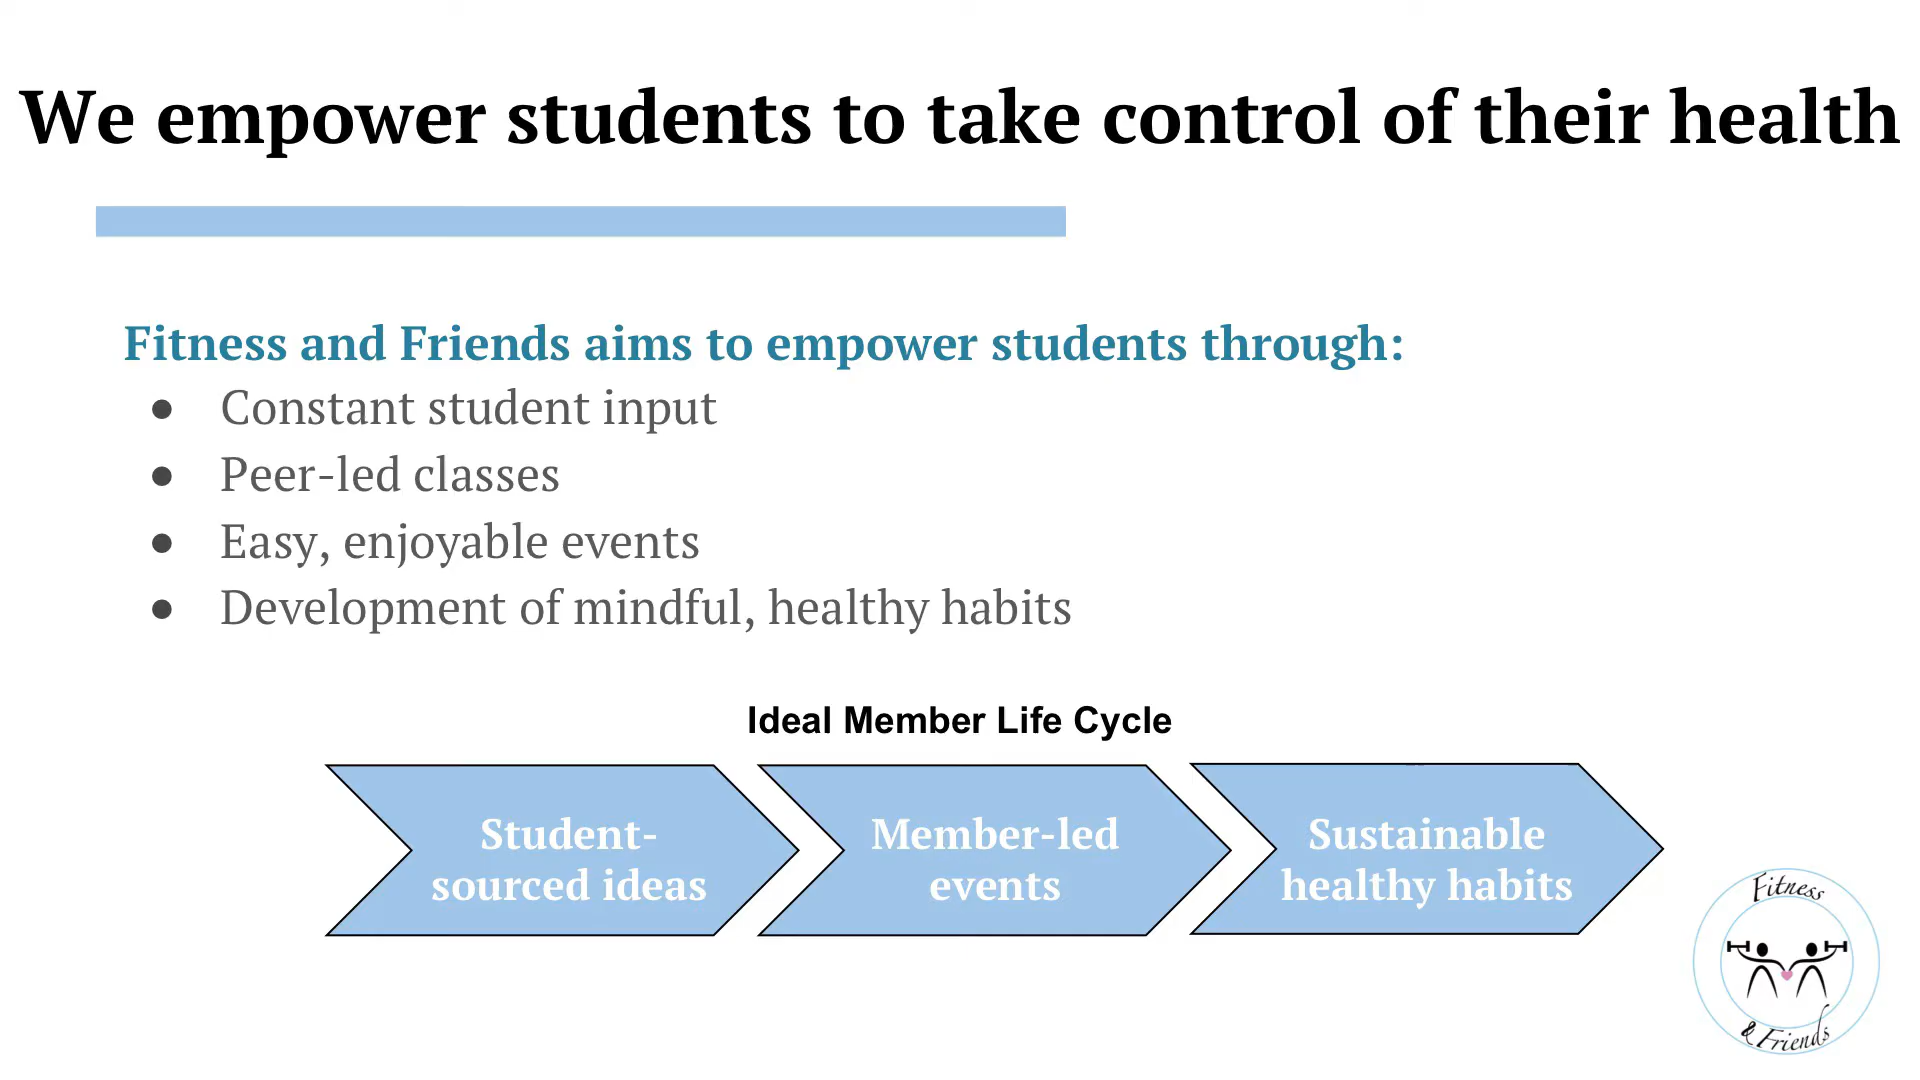 We empower students to take control of their health
Fitness and Friends aims to empower students through:
● Constant student input
● Peer-led classes
● Easy, enjoyable events
● Development of mindful, healthy habits
Ideal Member Life Cycle
Student-
sourced ideas
Member-led
events
Sustainable
healthy habits
Fitness
& Friends